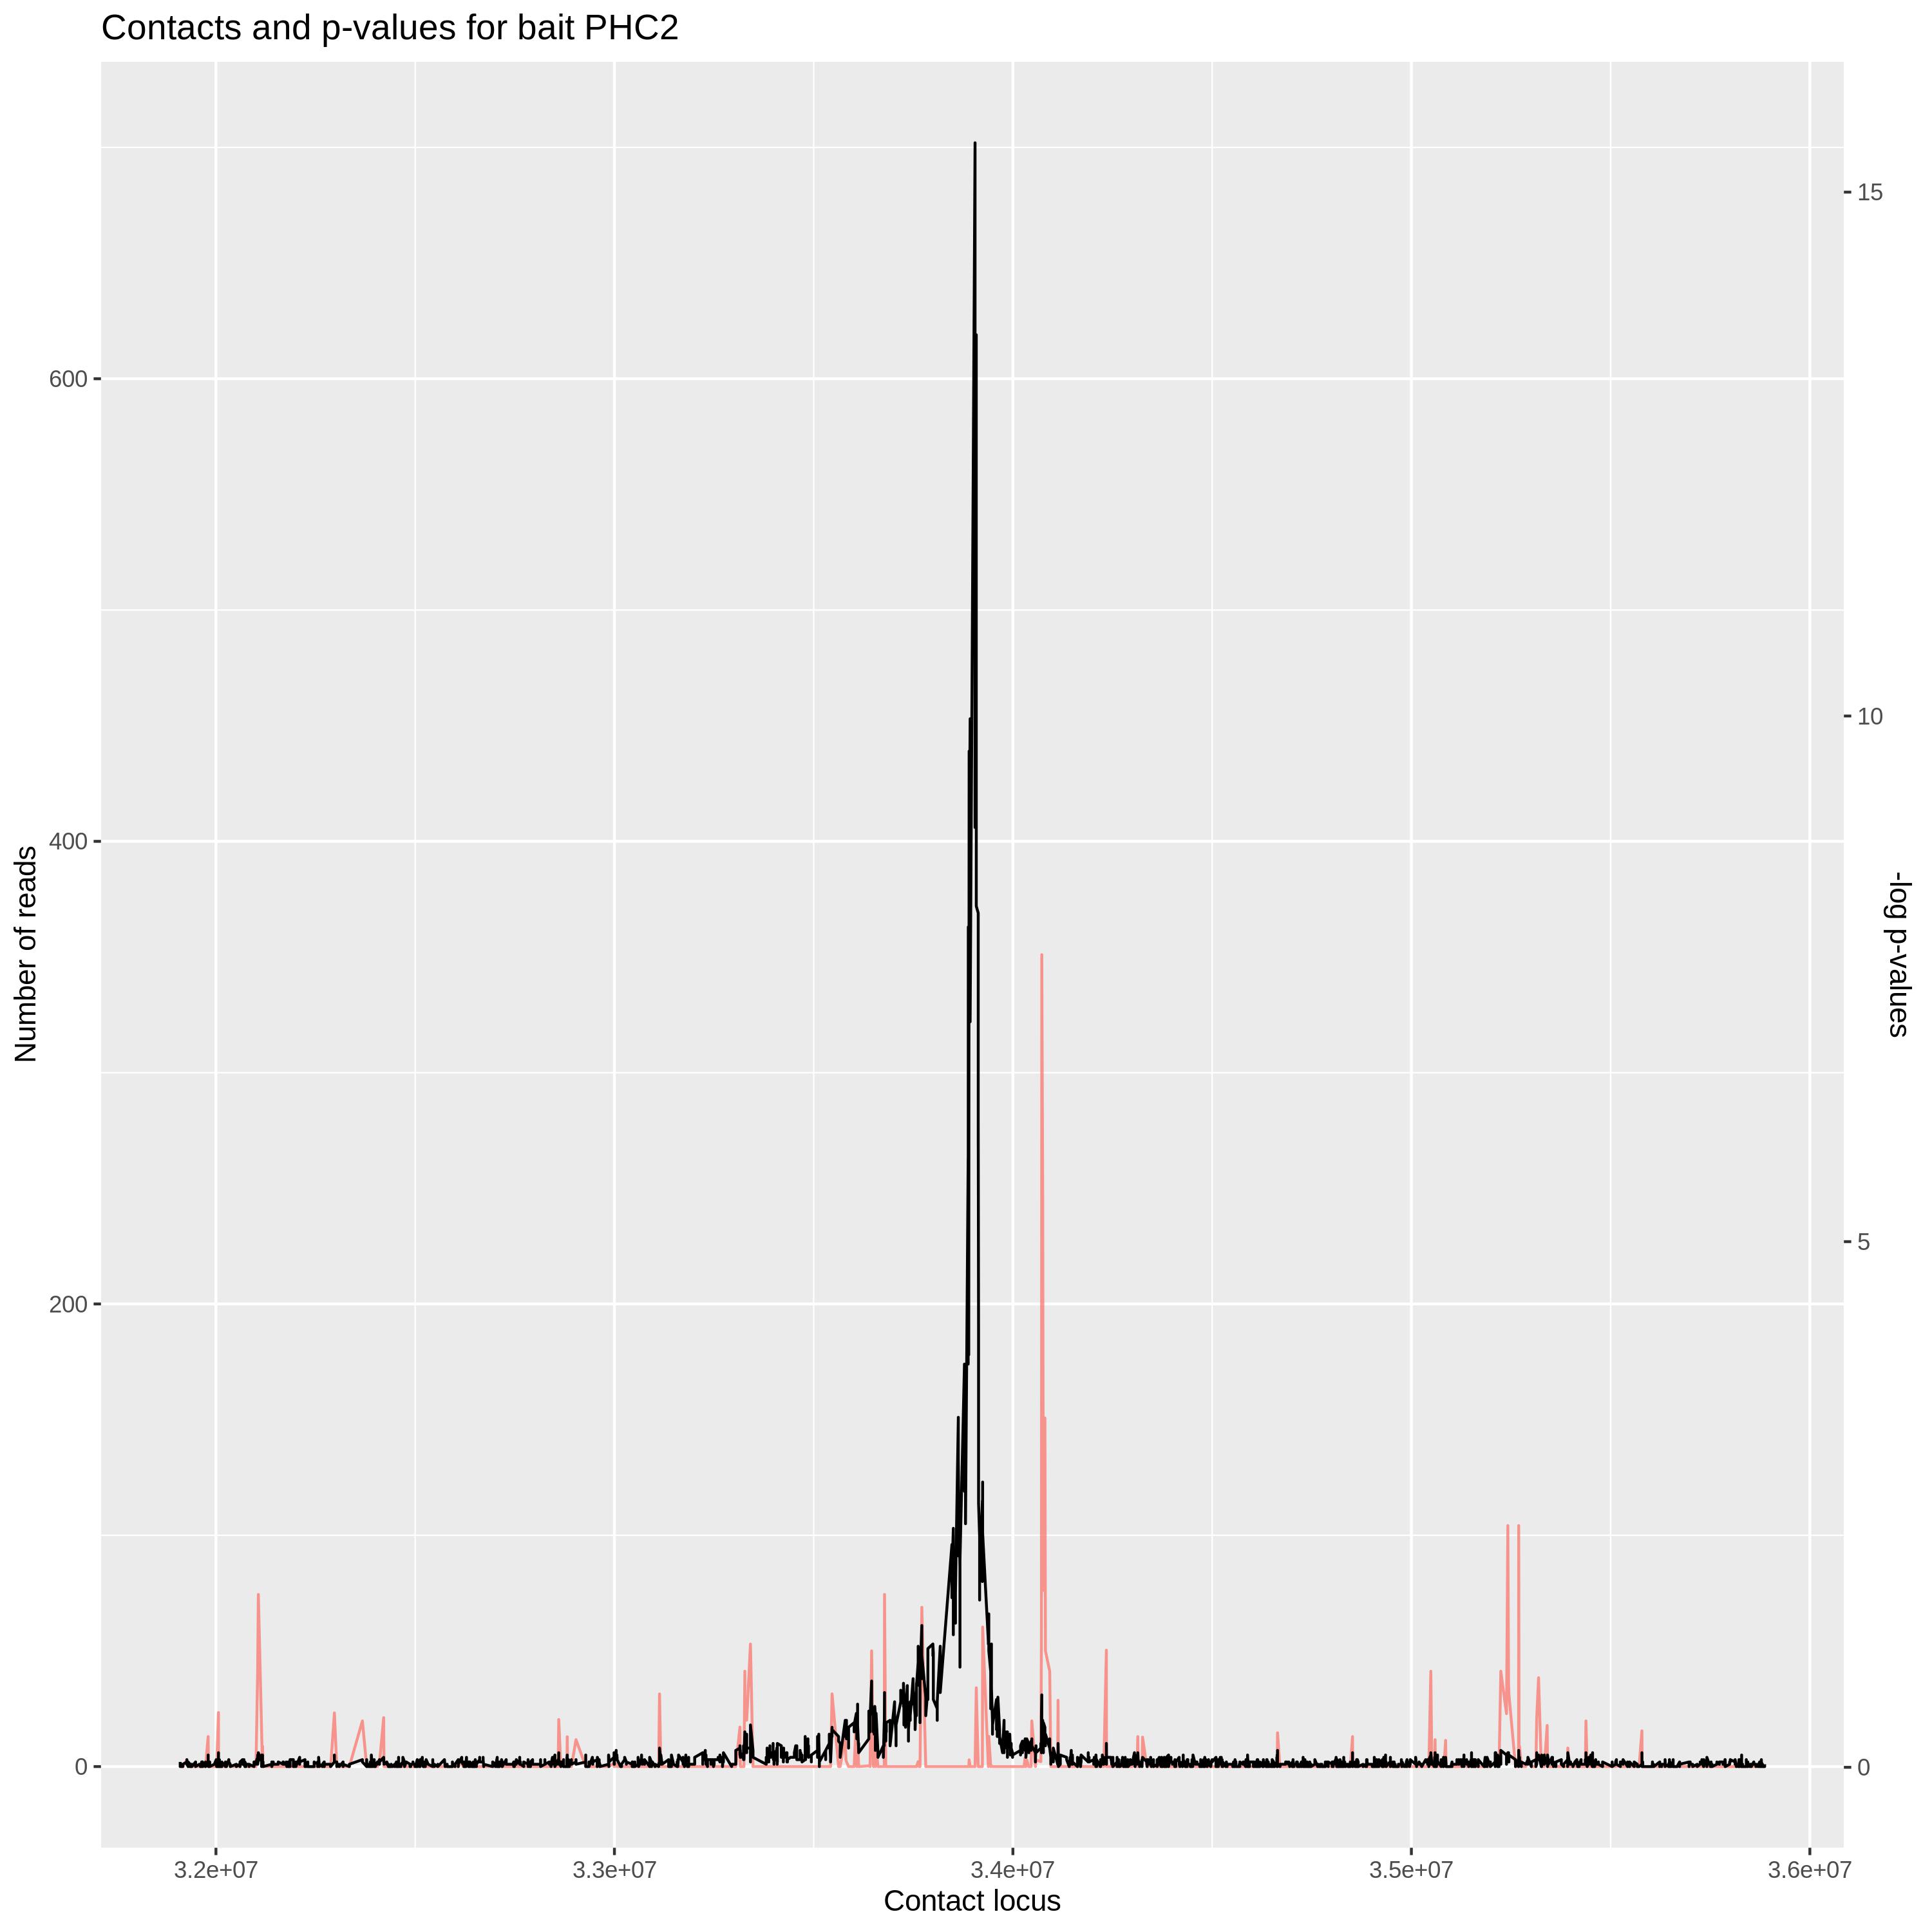 Contacts and p-values for bait PHC2
Number of reads
600
400
200
0
15
10
5
0
-log p-values
3.2e+07 3.3e+07 3.4e+07 3.5e+07 3.6e+07
Contact locus